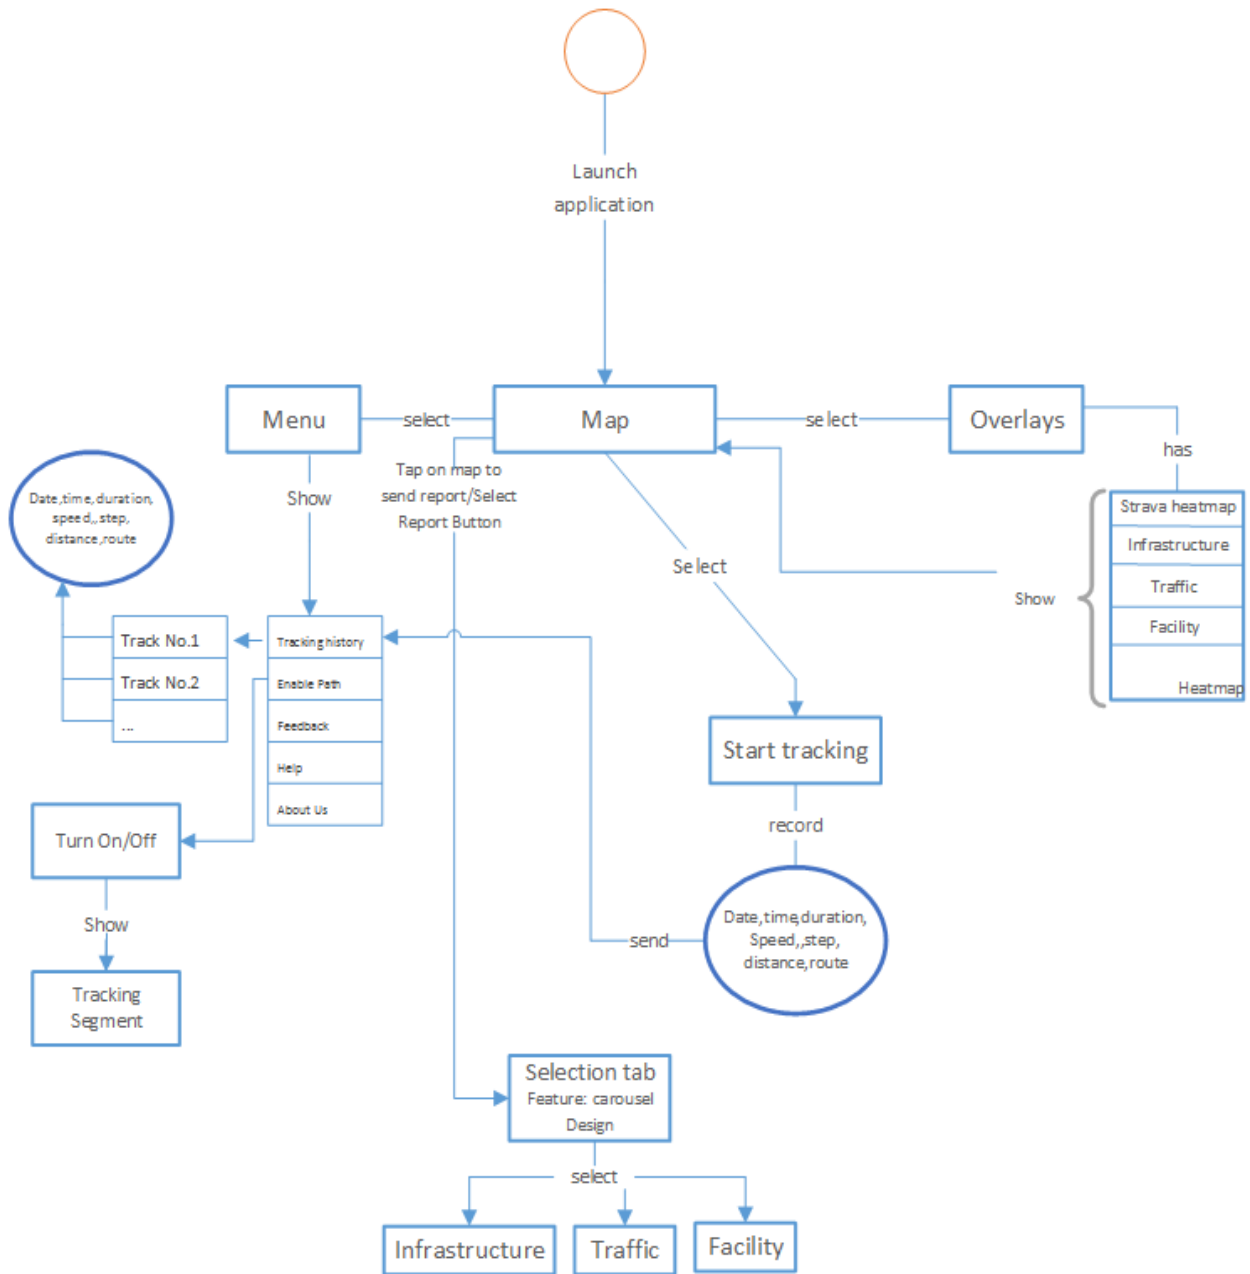 Launch
application
Menu
select
Map
select
Overlays
has
Tap on map to
send report/Select
Report Button
Show
Date,time,duration,
speed,,step,
distance,route
Strava heatmap
Infrastructure
Traffic
Facility
Heatmap
Show
Select
Track No.1
Track No.2
...
Tracking history
Enable Path
Feedback
Help
About Us
Start tracking
record
Turn On/Off
Show
Tracking
Segment
Date,time,duration,
Speed,,step,
distance,route
send
Selection tab
Feature: carousel
Design
select
Infrastructure
Traffic
Facility